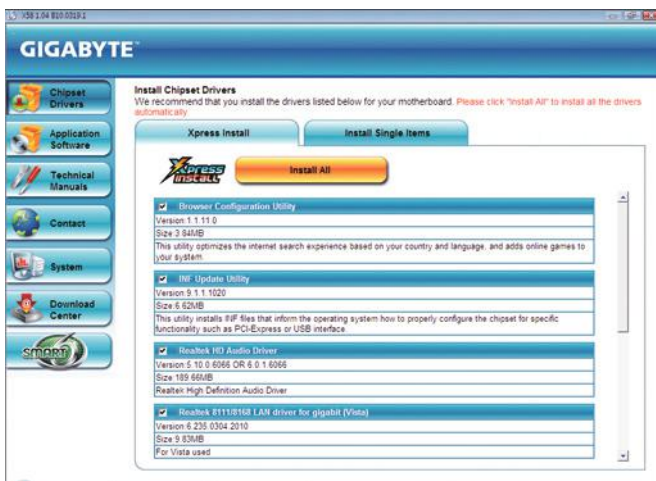 X58 1.04 B10.0319.1
GIGABYTE™
Chipset
Drivers
Application
Software
Technical
Manuals
Contact
System
Download
Center
SMART
Install Chipset Drivers
We recommend that you install the drivers listed below for your motherboard. Please click "Install All" to install all the drivers
automatically.
Xpress Install
Install Single Items
Xpress
INSTALL
Install All
Browser Configuration Utility
Version:1.1.11.0
Size:3.84MB
This utility optimizes the internet search experience based on your country and language, and adds online games to
your system.
INF Update Utility
Version:9.1.1.1020
Size:6.62MB
This utility installs INF files that inform the operating system how to properly configure the chipset for specific
functionality such as PCI-Express or USB interface.
Realtek HD Audio Driver
Version:5.10.0.6066 OR 6.0.1.6066
Size:189.66MB
Realtek High Definition Audio Driver
Realtek 8111/8168 LAN driver for gigabit (Vista)
Version:6.235.0304.2010
Size:9.83MB
For Vista used